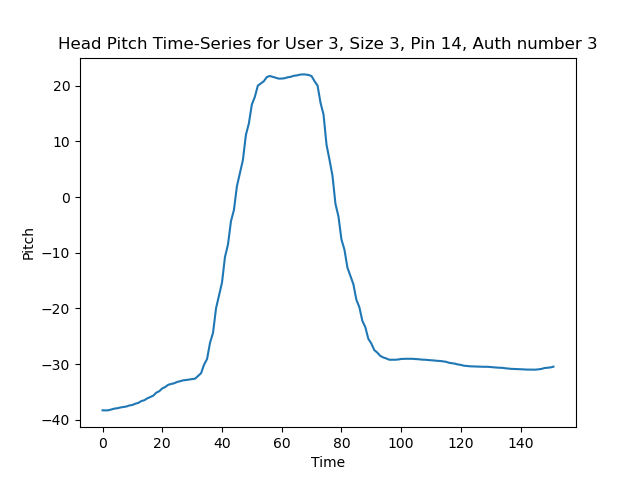 Head Pitch Time-Series for User 3, Size 3, Pin 14, Auth number 3
20
10
0
−10
−20
−30
−40
Pitch
0 20 40 60 80 100 120 140
Time